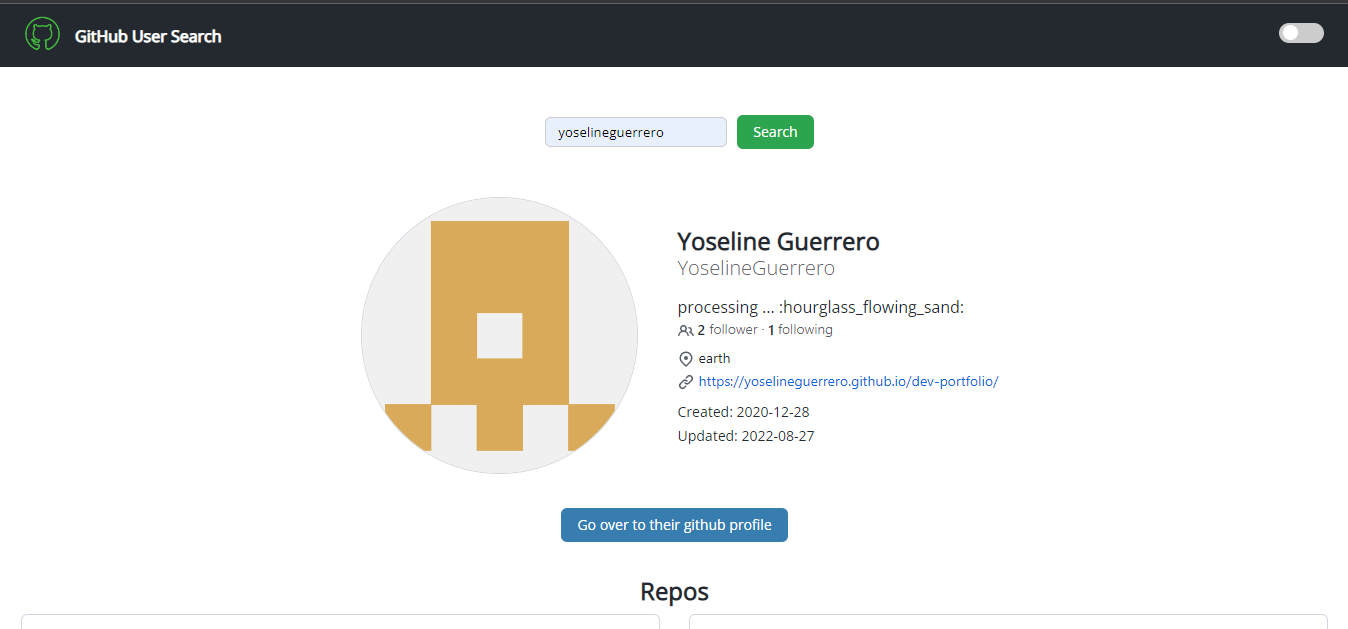 GitHub User Search
yoselineguerrero
Search
Yoseline Guerrero
YoselineGuerrero
processing ... :hourglass_flowing_sand:
2 follower · 1 following
earth
https://yoselineguerrero.github.io/dev-portfolio/
Created: 2020-12-28
Updated: 2022-08-27
Go over to their github profile
Repos